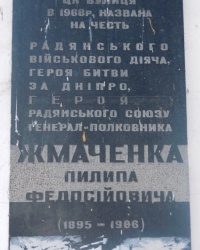 ЦЯ ВУЛИЦЯ
В 1968р. НАЗВАНА
НА ЧЕСТЬ
РАДЯНСЬКОГО
ВІЙСЬКОВОГО ДІЯЧА,
ГЕРОЯ БИТВИ
ЗА ДНІПРО,
ГЕРОЯ
РАДЯНСЬКОГО СОЮЗУ
ГЕНЕРАЛ-ПОЛКОВНИКА
ЖМАЧЕНКА
ПИЛИПА
ФЕДОСІЙОВИЧА
(1895 - 1966)